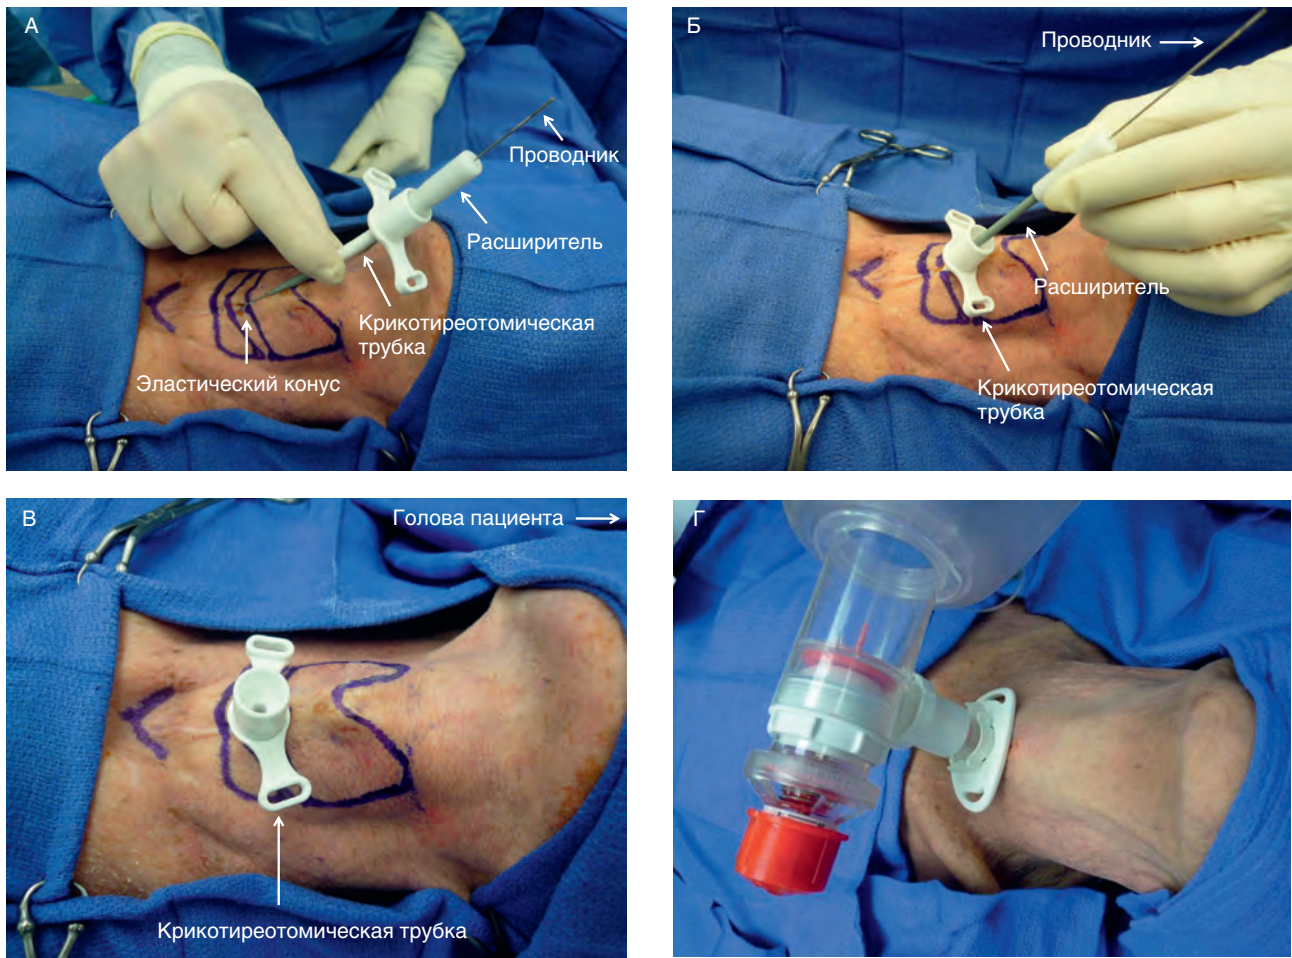 А
Проводник
Расширитель
Крикотиреотомическая
трубка
Эластический конус
Б
Проводник
Расширитель
Крикотиреотомическая
трубка
В
Голова пациента
Крикотиреотомическая трубка
Г